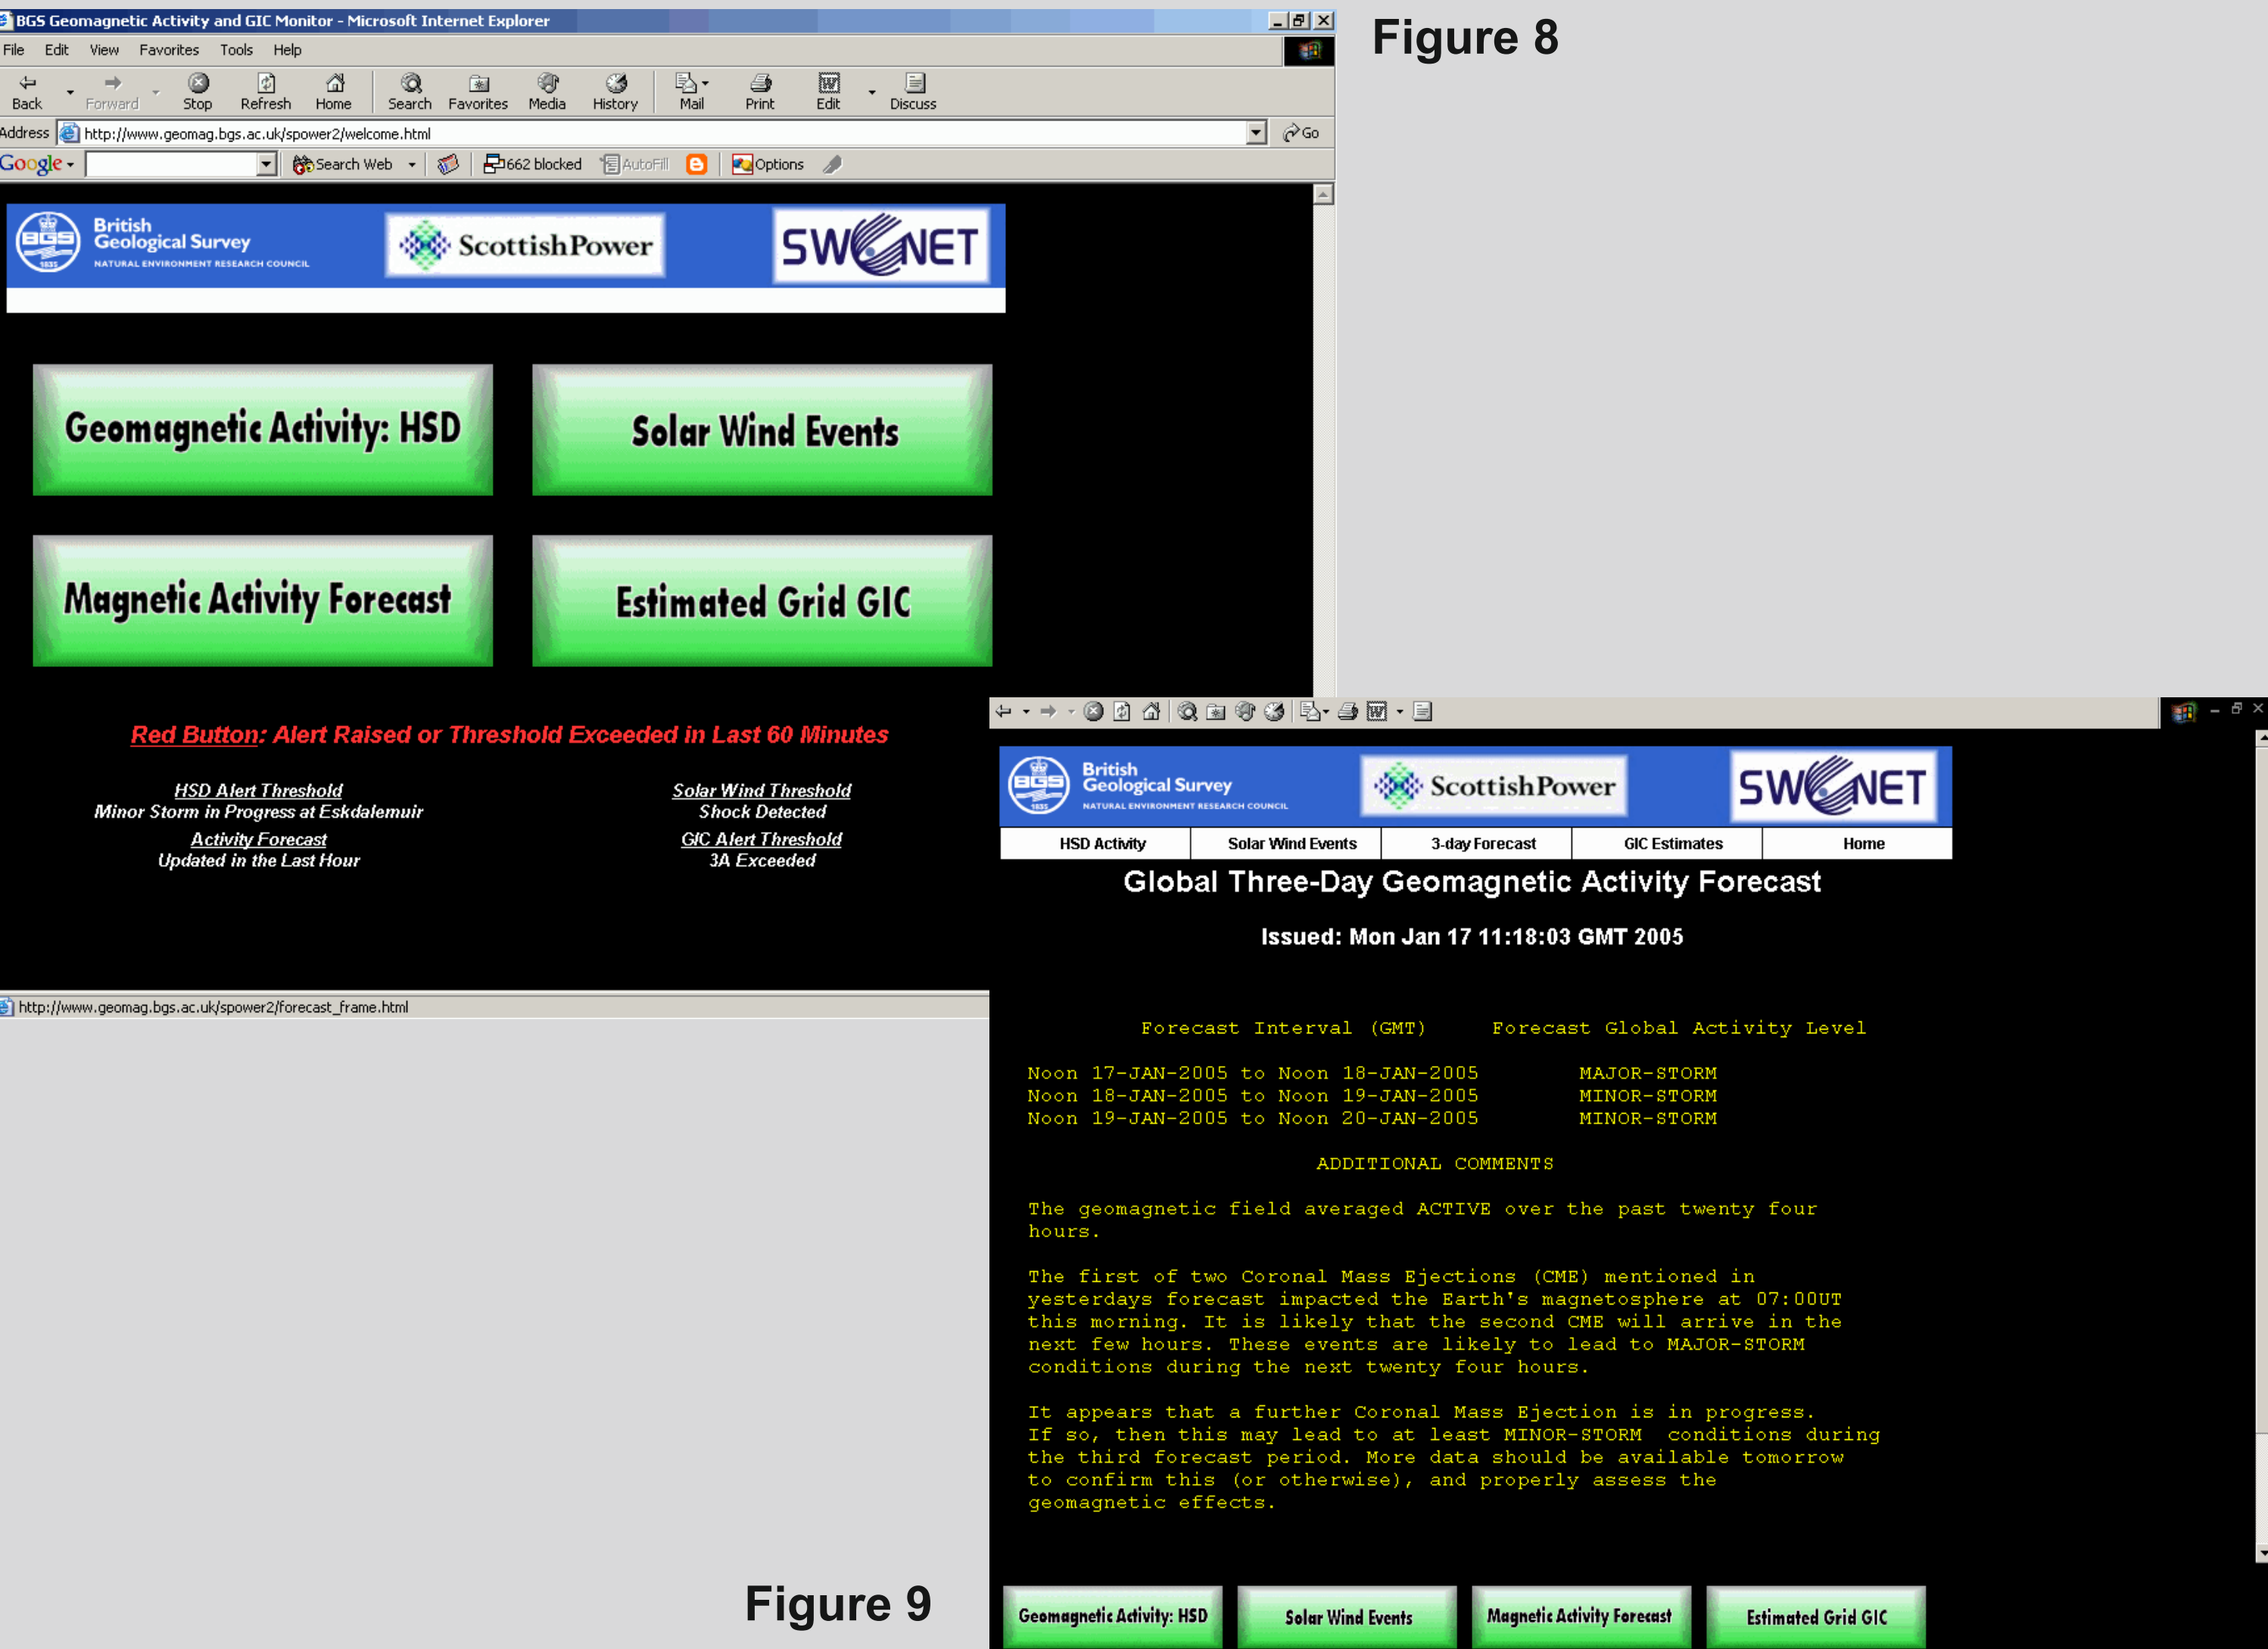 BGS Geomagnetic Activity and GIC Monitor - Microsoft Internet Explorer
File Edit View Favorites Tools Help
Back Forward Stop Refresh Home Search Favorites Media History Mail Print Edit Discuss
Address http://www.geomag.bgs.ac.uk/spower2/welcome.html Go
Google Search Web 662 blocked AutoFill Options
Figure 8
BGS 1835 British
Geological Survey
NATURAL ENVIRONMENT RESEARCH COUNCIL
ScottishPower
SWENET
Geomagnetic Activity: HSD
Solar Wind Events
Magnetic Activity Forecast
Estimated Grid GIC
Red Button: Alert Raised or Threshold Exceeded in Last 60 Minutes
HSD Alert Threshold
Minor Storm in Progress at Eskdalemuir
Activity Forecast
Updated in the Last Hour
Solar Wind Threshold
Shock Detected
GIC Alert Threshold
3A Exceeded
http://www.geomag.bgs.ac.uk/spower2/forecast_frame.html
BGS 1835 British
Geological Survey
NATURAL ENVIRONMENT RESEARCH COUNCIL
ScottishPower
SWENET
HSD Activity Solar Wind Events 3-day Forecast GIC Estimates Home
Global Three-Day Geomagnetic Activity Forecast
Issued: Mon Jan 17 11:18:03 GMT 2005
Forecast Interval (GMT) Forecast Global Activity Level
Noon 17-JAN-2005 to Noon 18-JAN-2005 MAJOR-STORM
Noon 18-JAN-2005 to Noon 19-JAN-2005 MINOR-STORM
Noon 19-JAN-2005 to Noon 20-JAN-2005 MINOR-STORM
ADDITIONAL COMMENTS
The geomagnetic field averaged ACTIVE over the past twenty four
hours.
The first of two Coronal Mass Ejections (CME) mentioned in
yesterdays forecast impacted the Earth's magnetosphere at 07:00UT
this morning. It is likely that the second CME will arrive in the
next few hours. These events are likely to lead to MAJOR-STORM
conditions during the next twenty four hours.
It appears that a further Coronal Mass Ejection is in progress.
If so, then this may lead to at least MINOR-STORM conditions during
the third forecast period. More data should be available tomorrow
to confirm this (or otherwise), and properly assess the
geomagnetic effects.
Geomagnetic Activity: HSD
Solar Wind Events
Magnetic Activity Forecast
Estimated Grid GIC
Figure 9